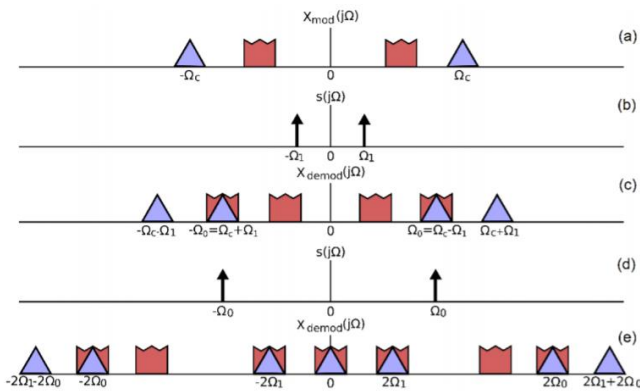 X_mod(jΩ)
(a)
-Ω_c 0 Ω_c
s(jΩ)
(b)
-Ω_1 0 Ω_1
X_demod(jΩ)
(c)
-Ω_c-Ω_1 -Ω_0=Ω_c+Ω_1 0 Ω_0=Ω_c-Ω_1 Ω_c+Ω_1
s(jΩ)
(d)
-Ω_0 0 Ω_0
X_demod(jΩ)
(e)
-2Ω_1-2Ω_0 -2Ω_0 -2Ω_1 0 2Ω_1 2Ω_0 2Ω_1+2Ω_0